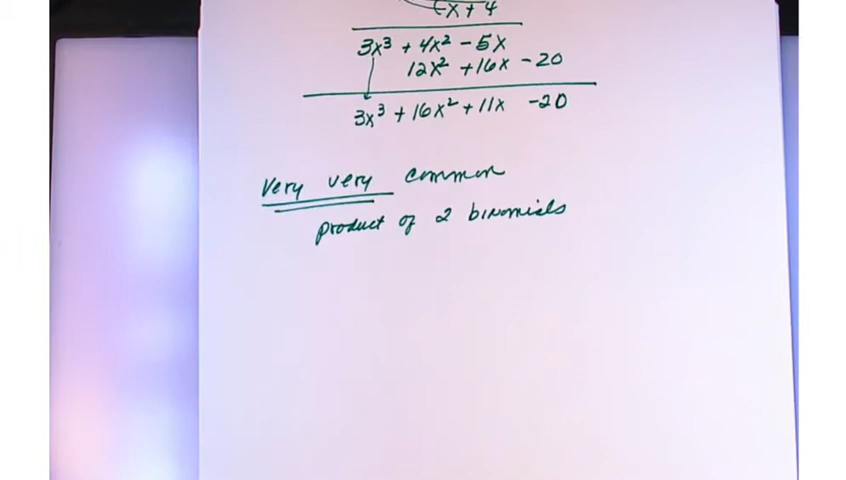 x + 4
3x³ + 4x² - 5x
12x² + 16x - 20
3x³ + 16x² + 11x - 20
very very common
product of 2 binomials